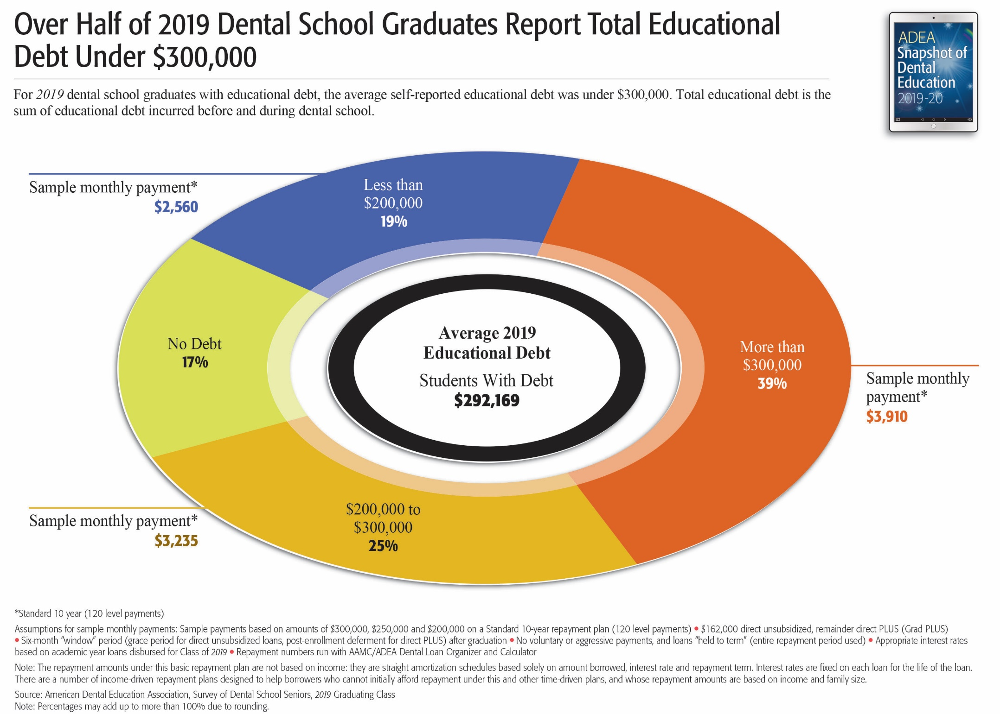 Over Half of 2019 Dental School Graduates Report Total Educational
Debt Under $300,000
ADEA
Snapshot of
Dental
Education
2019-20
For 2019 dental school graduates with educational debt, the average self-reported educational debt was under $300,000. Total educational debt is the
sum of educational debt incurred before and during dental school.
Sample monthly payment*
$2,560
Less than
$200,000
19%
No Debt
17%
Average 2019
Educational Debt
Students With Debt
$292,169
More than
$300,000
39%
Sample monthly
payment*
$3,910
$200,000 to
$300,000
25%
Sample monthly payment*
$3,235
*Standard 10 year (120 level payments)
Assumptions for sample monthly payments: Sample payments based on amounts of $300,000, $250,000 and $200,000 on a Standard 10-year repayment plan (120 level payments) • $162,000 direct unsubsidized, remainder direct PLUS (Grad PLUS)
• Six-month “window” period (grace period for direct unsubsidized loans, post-enrollment deferment for direct PLUS) after graduation • No voluntary or aggressive payments, and loans “held to term” (entire repayment period used) • Appropriate interest rates
based on academic year loans disbursed for Class of 2019 • Repayment numbers run with AAMC/ADEA Dental Loan Organizer and Calculator
Note: The repayment amounts under this basic repayment plan are not based on income: they are straight amortization schedules based solely on amount borrowed, interest rate and repayment term. Interest rates are fixed on each loan for the life of the loan.
There are a number of income-driven repayment plans designed to help borrowers who cannot initially afford repayment under this and other time-driven plans, and whose repayment amounts are based on income and family size.
Source: American Dental Education Association, Survey of Dental School Seniors, 2019 Graduating Class
Note: Percentages may add up to more than 100% due to rounding.